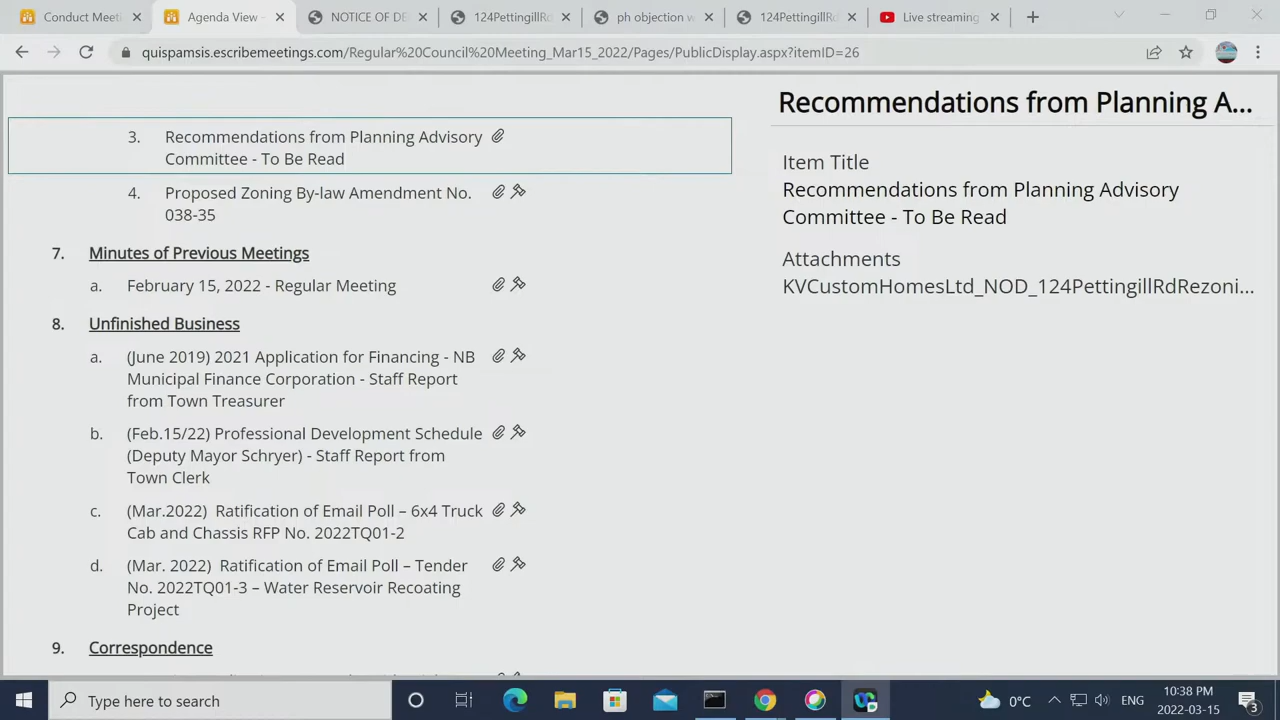 Conduct Meeti
Agenda View -
NOTICE OF DE
124PettingillRd
ph objection w
124PettingillRd
Live streaming
quispamsis.escribemeetings.com/Regular%20Council%20Meeting_Mar15_2022/Pages/PublicDisplay.aspx?itemID=26
3. Recommendations from Planning Advisory
Committee - To Be Read
4. Proposed Zoning By-law Amendment No.
038-35
7. Minutes of Previous Meetings
a. February 15, 2022 - Regular Meeting
8. Unfinished Business
a. (June 2019) 2021 Application for Financing - NB
Municipal Finance Corporation - Staff Report
from Town Treasurer
b. (Feb.15/22) Professional Development Schedule
(Deputy Mayor Schryer) - Staff Report from
Town Clerk
c. (Mar.2022) Ratification of Email Poll – 6x4 Truck
Cab and Chassis RFP No. 2022TQ01-2
d. (Mar. 2022) Ratification of Email Poll – Tender
No. 2022TQ01-3 – Water Reservoir Recoating
Project
9. Correspondence
Recommendations from Planning A...
Item Title
Recommendations from Planning Advisory
Committee - To Be Read
Attachments
KVCustomHomesLtd_NOD_124PettingillRdRezoni...
Type here to search
0°C
ENG
10:38 PM
2022-03-15
3